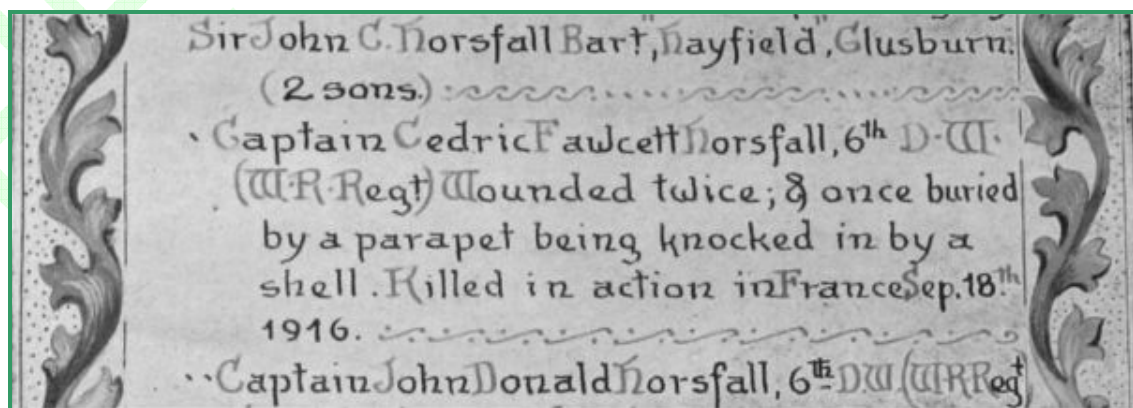 Sir John C. Horsfall Bart, "Hayfield", Glusburn.
(2 sons.)
Captain Cedric Fawcett Horsfall, 6th D.W.
(W.R.Regt) Wounded twice; & once buried
by a parapet being knocked in by a
shell. Killed in action in France Sep. 18th
1916.
Captain John Donald Horsfall, 6th D.W. (W.R.Regt